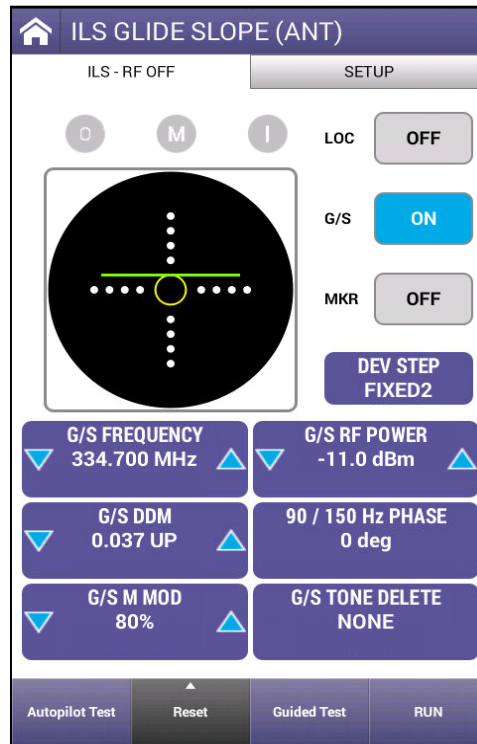 ILS GLIDE SLOPE (ANT)
ILS - RF OFF
SETUP
O M I
LOC OFF
G/S ON
MKR OFF
DEV STEP
FIXED2
G/S FREQUENCY
334.700 MHz
G/S RF POWER
-11.0 dBm
G/S DDM
0.037 UP
90 / 150 Hz PHASE
0 deg
G/S M MOD
80%
G/S TONE DELETE
NONE
Autopilot Test
Reset
Guided Test
RUN